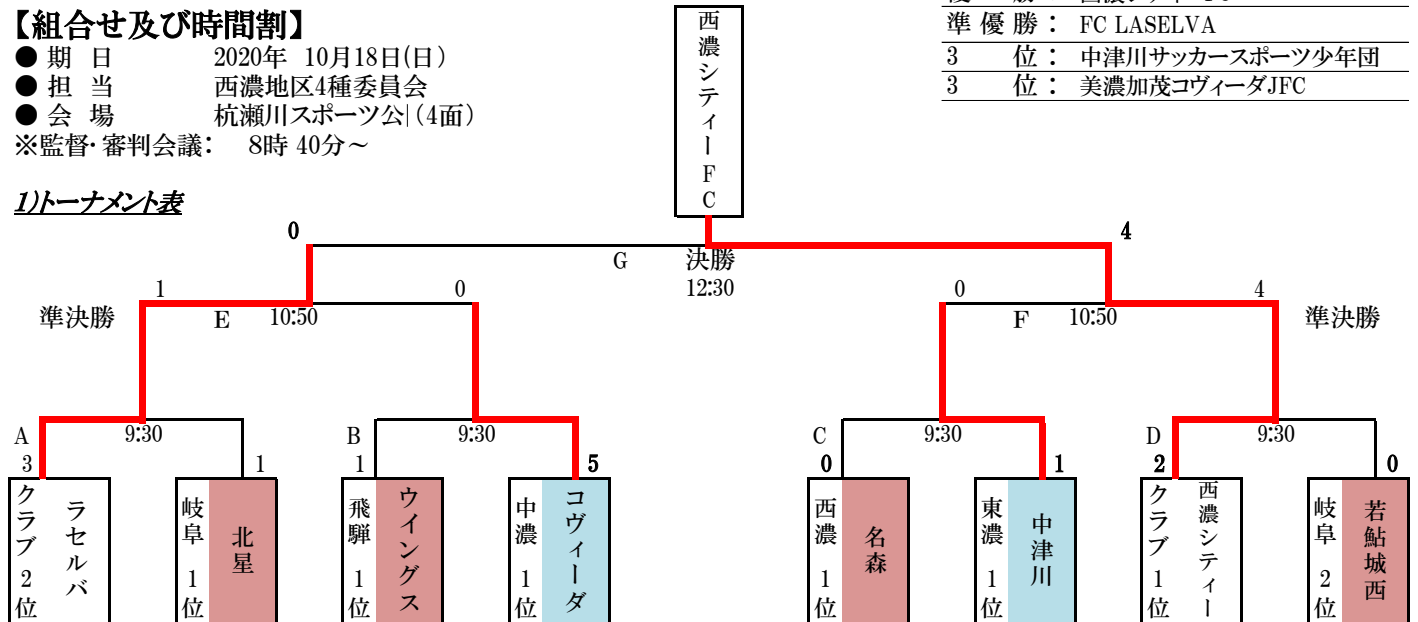 【組合せ及び時間割】
● 期 日 2020年 10月18日(日)
● 担 当 西濃地区4種委員会
● 会 場 杭瀬川スポーツ公 (4面)
※監督・審判会議: 8時 40分~
準 優 勝 : FC LASELVA
3 位 : 中津川サッカースポーツ少年団
3 位 : 美濃加茂コヴィーダJFC
西濃シティーFC
1)トーナメント表
0
4
G 決勝
12:30
1
0
0
4
準決勝
E 10:50
F 10:50
準決勝
A 9:30
B 9:30
C 9:30
D 9:30
3
1
1
5
0
1
2
0
クラブ 2位
ラセルバ
岐阜 1位
北星
飛騨 1位
ウイングス
中濃 1位
コヴィーダ
西濃 1位
名森
東濃 1位
中津川
クラブ 1位
西濃シティー
岐阜 2位
若鮎城西